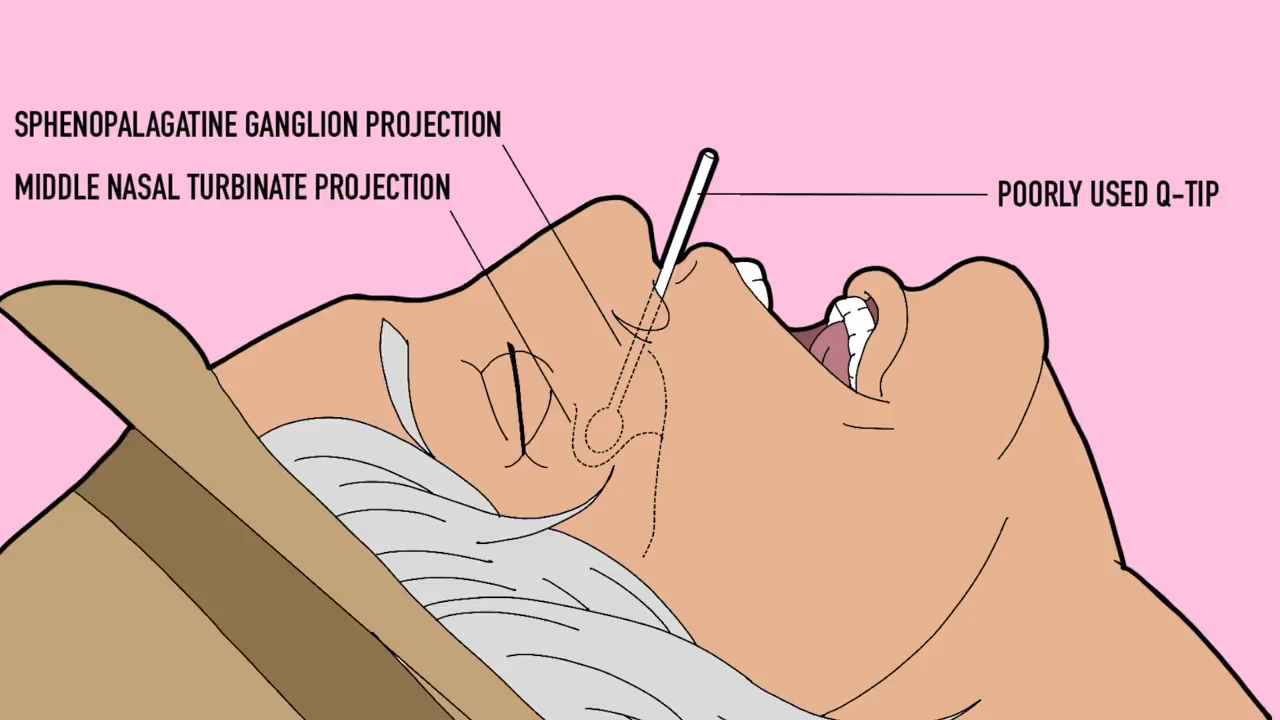 SPHENOPALAGATINE GANGLION PROJECTION
MIDDLE NASAL TURBINATE PROJECTION
POORLY USED Q-TIP